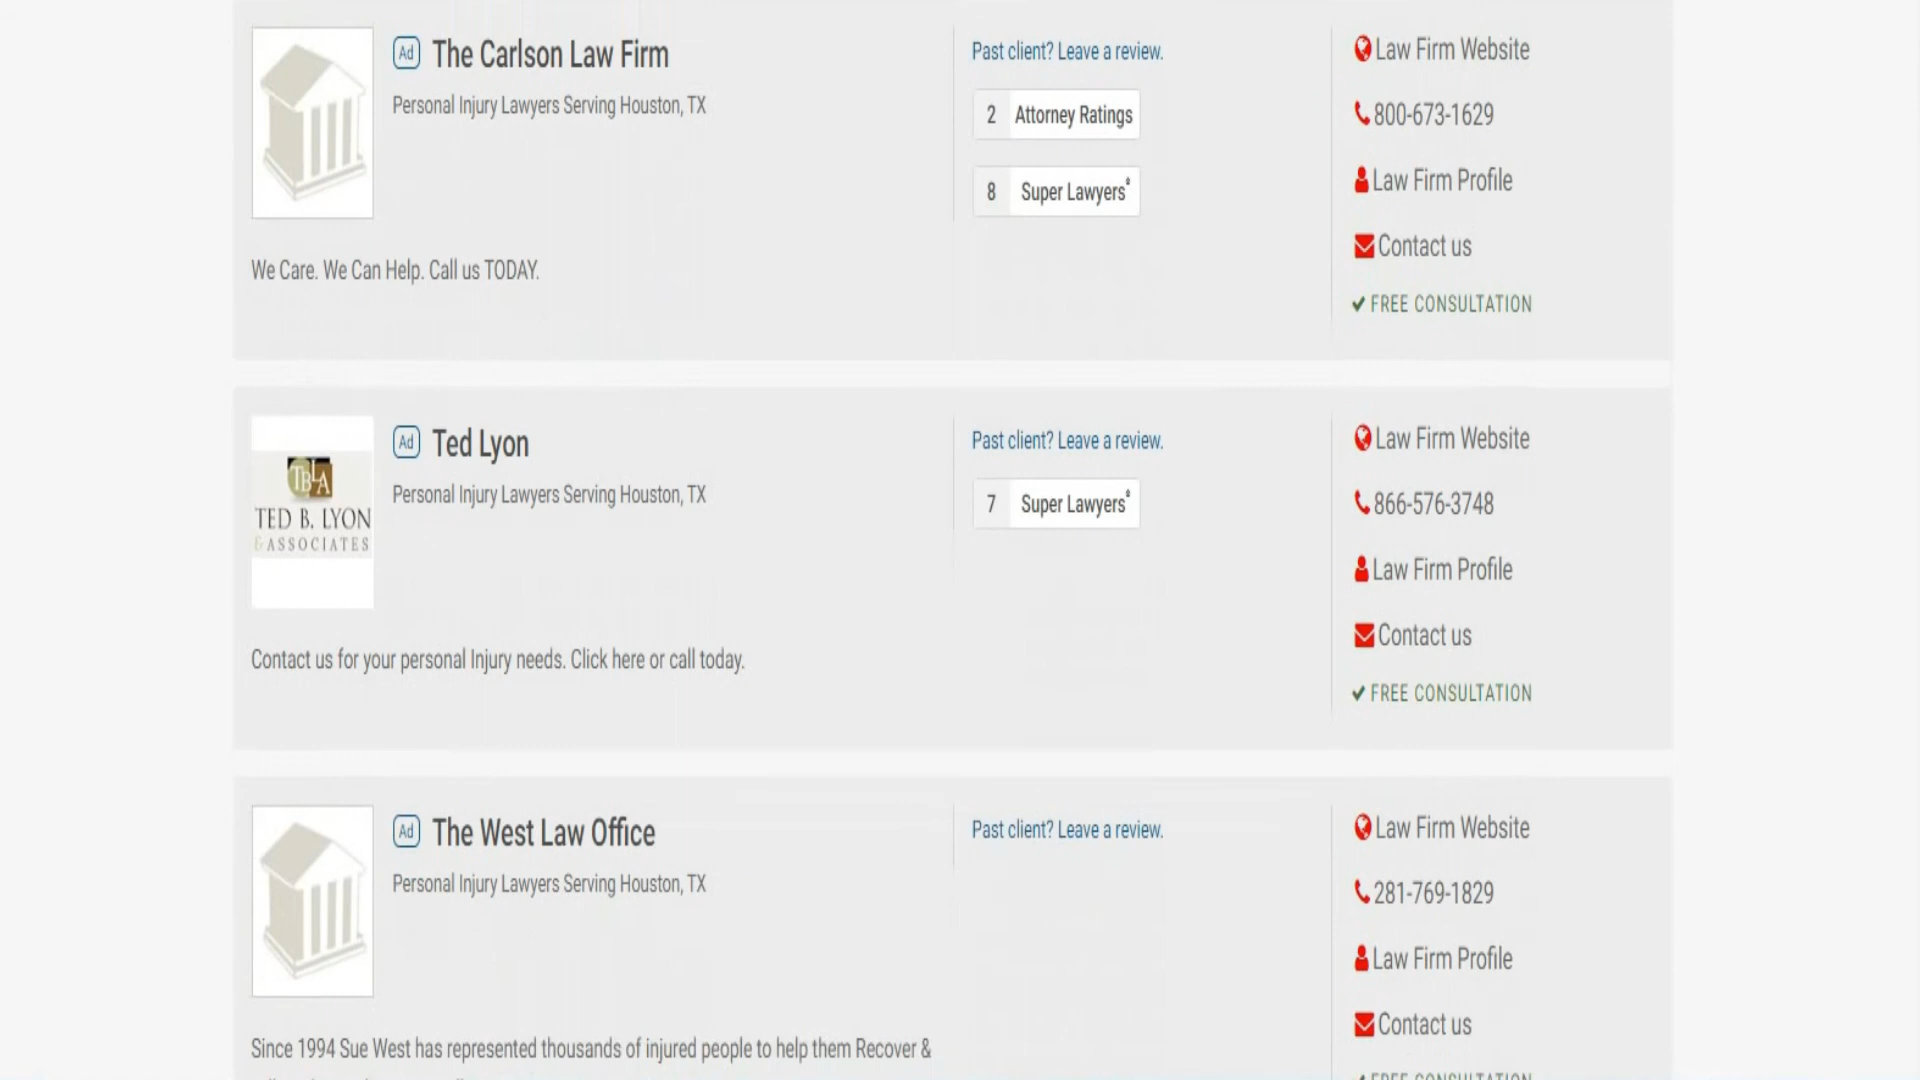 Ad The Carlson Law Firm
Personal Injury Lawyers Serving Houston, TX
We Care. We Can Help. Call us TODAY.
Past client? Leave a review.
2 Attorney Ratings
8 Super Lawyers®
Law Firm Website
800-673-1629
Law Firm Profile
Contact us
FREE CONSULTATION
TBLA
TED B. LYON
& ASSOCIATES
Ad Ted Lyon
Personal Injury Lawyers Serving Houston, TX
Contact us for your personal Injury needs. Click here or call today.
Past client? Leave a review.
7 Super Lawyers®
Law Firm Website
866-576-3748
Law Firm Profile
Contact us
FREE CONSULTATION
Ad The West Law Office
Personal Injury Lawyers Serving Houston, TX
Since 1994 Sue West has represented thousands of injured people to help them Recover &
Past client? Leave a review.
Law Firm Website
281-769-1829
Law Firm Profile
Contact us
FREE CONSULTATION